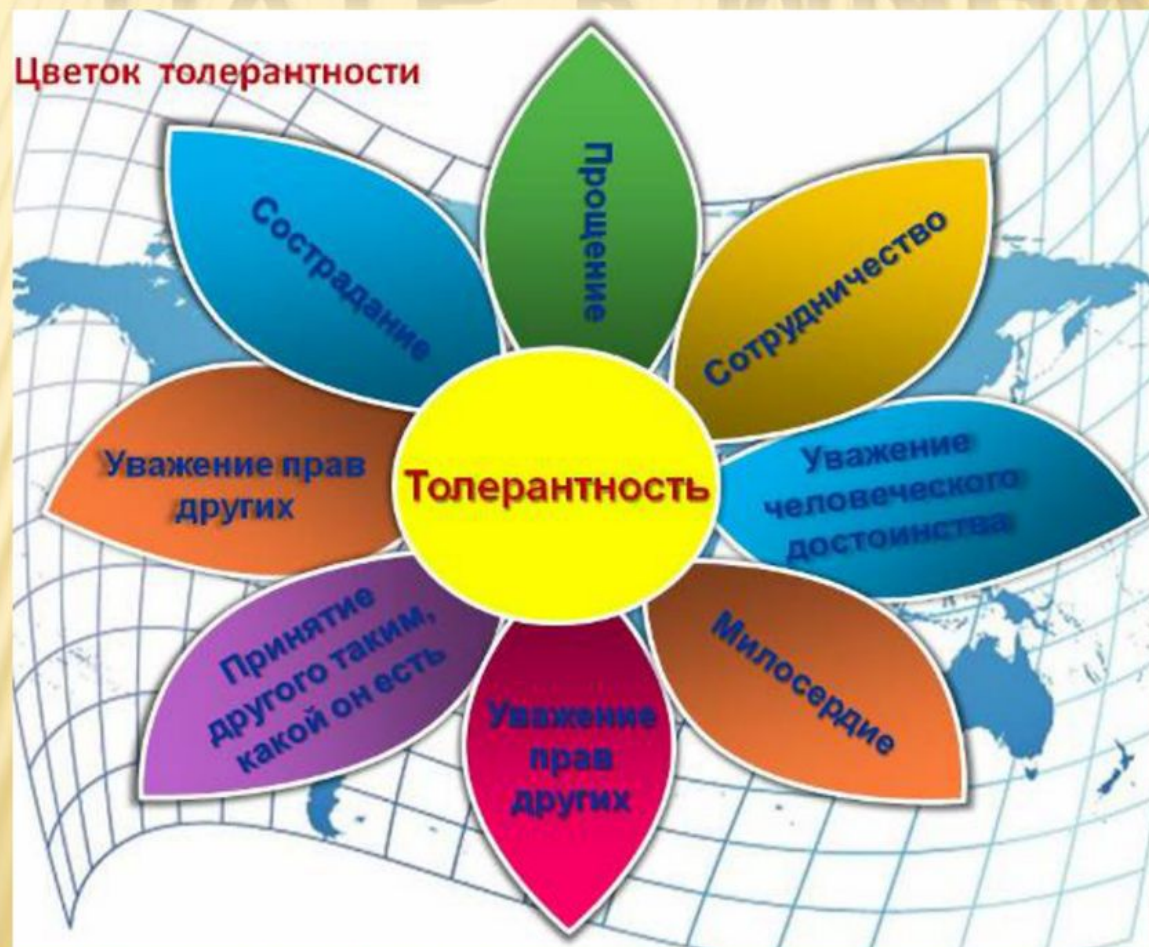 Цветок толерантности
Прощение
Сотрудничество
Уважение
человеческого
достоинства
Милосердие
Уважение
прав
других
Принятие
другого таким,
какой он есть
Уважение прав
других
Сострадание
Толерантность